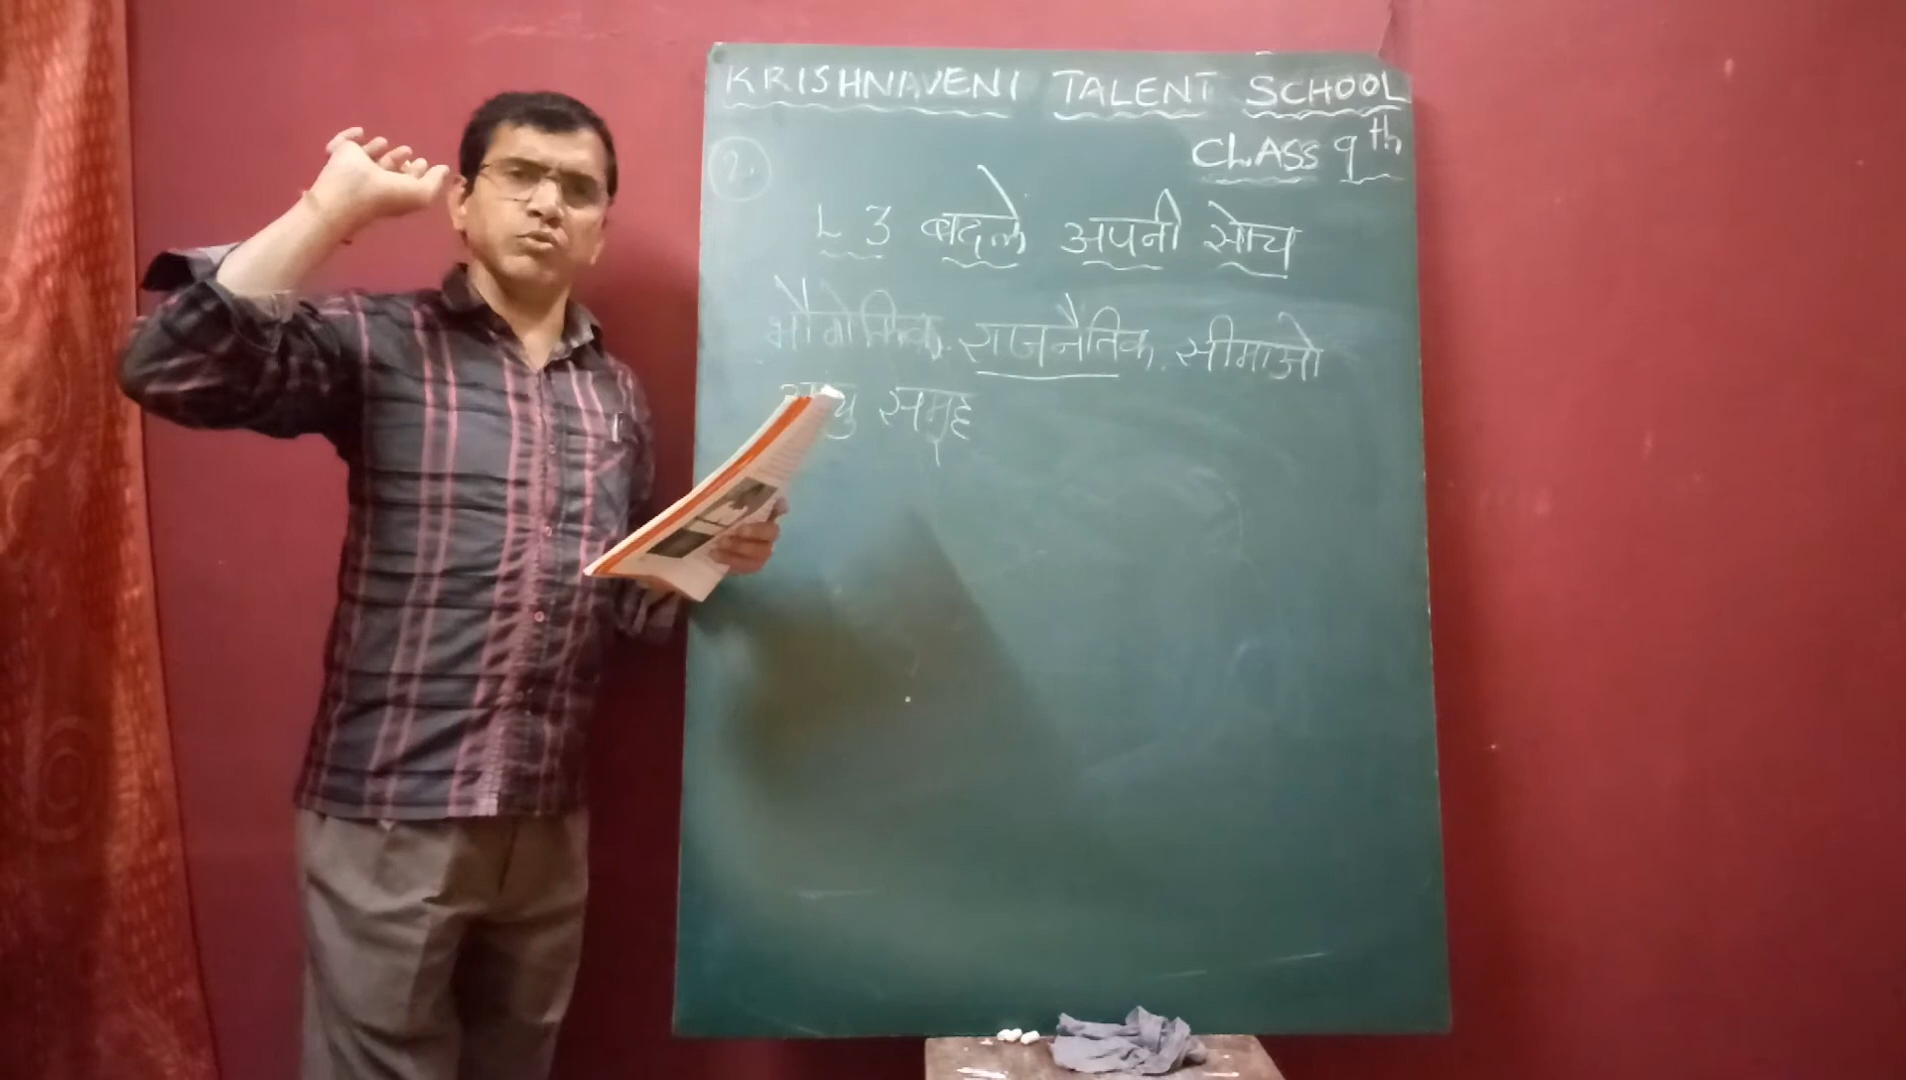 KRISHNAVENI TALENT SCHOOL
CLASS 9th
2.
L 3 बदले अपनी सोच
भौगोलिक. राजनैतिक. सीमाओ
समूह